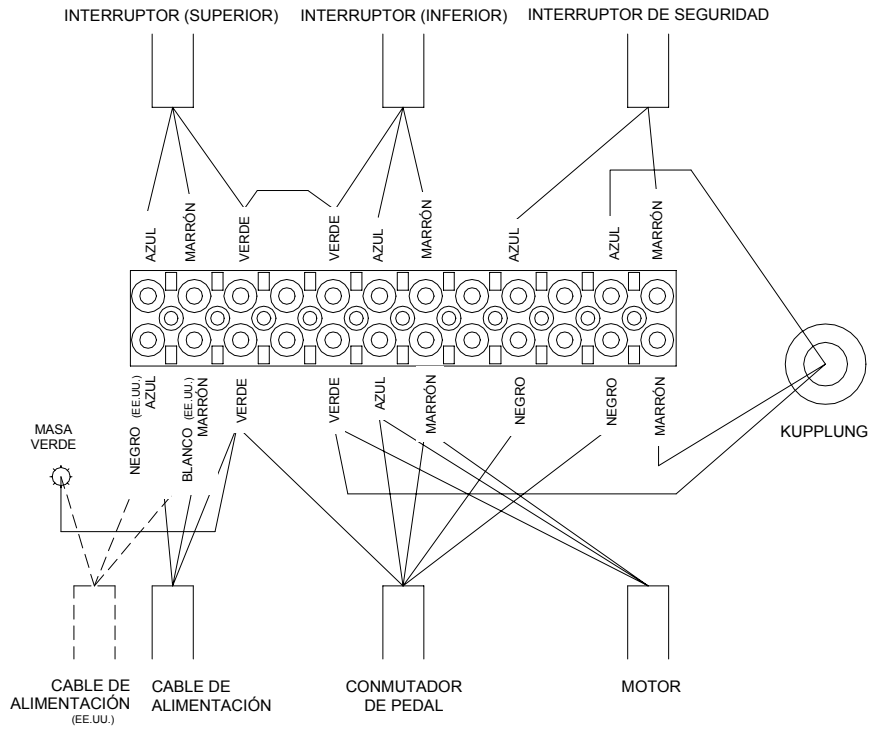 INTERRUPTOR (SUPERIOR)
INTERRUPTOR (INFERIOR)
INTERRUPTOR DE SEGURIDAD
AZUL
MARRÓN
VERDE
VERDE
AZUL
MARRÓN
AZUL
AZUL
MARRÓN
NEGRO (EE.UU.)
AZUL
BLANCO (EE.UU.)
MARRÓN
VERDE
VERDE
AZUL
MARRÓN
NEGRO
NEGRO
MARRÓN
MASA
VERDE
KUPPLUNG
CABLE DE
ALIMENTACIÓN
(EE.UU.)
CABLE DE
ALIMENTACIÓN
CONMUTADOR
DE PEDAL
MOTOR